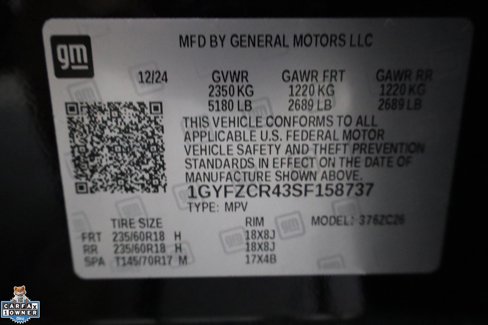 gm
MFD BY GENERAL MOTORS LLC
12/24 GVWR GAWR FRT GAWR RR
2350 KG 1220 KG 1220 KG
5180 LB 2689 LB 2689 LB
THIS VEHICLE CONFORMS TO ALL
APPLICABLE U.S. FEDERAL MOTOR
VEHICLE SAFETY AND THEFT PREVENTION
STANDARDS IN EFFECT ON THE DATE OF
MANUFACTURE SHOWN ABOVE.
1GYFZCR43SF158737
TYPE: MPV MODEL: 376ZC26
TIRE SIZE RIM
FRT 235/60R18 H 18X8J
RR 235/60R18 H 18X8J
SPA T145/70R17 M 17X4B
CARFAX
1 OWNER